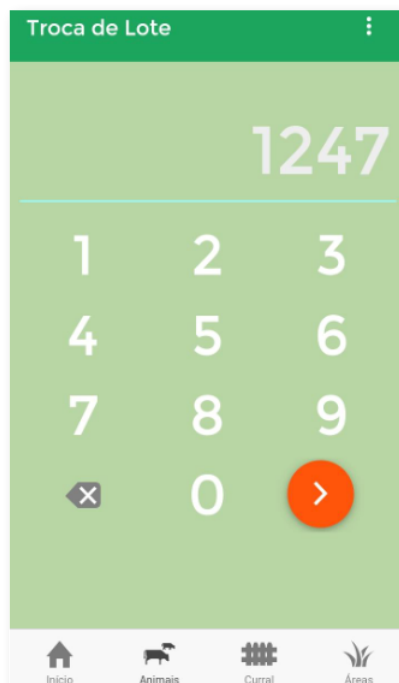 Troca de Lote
1247
1 2 3
4 5 6
7 8 9
0
Início Animais Curral Áreas